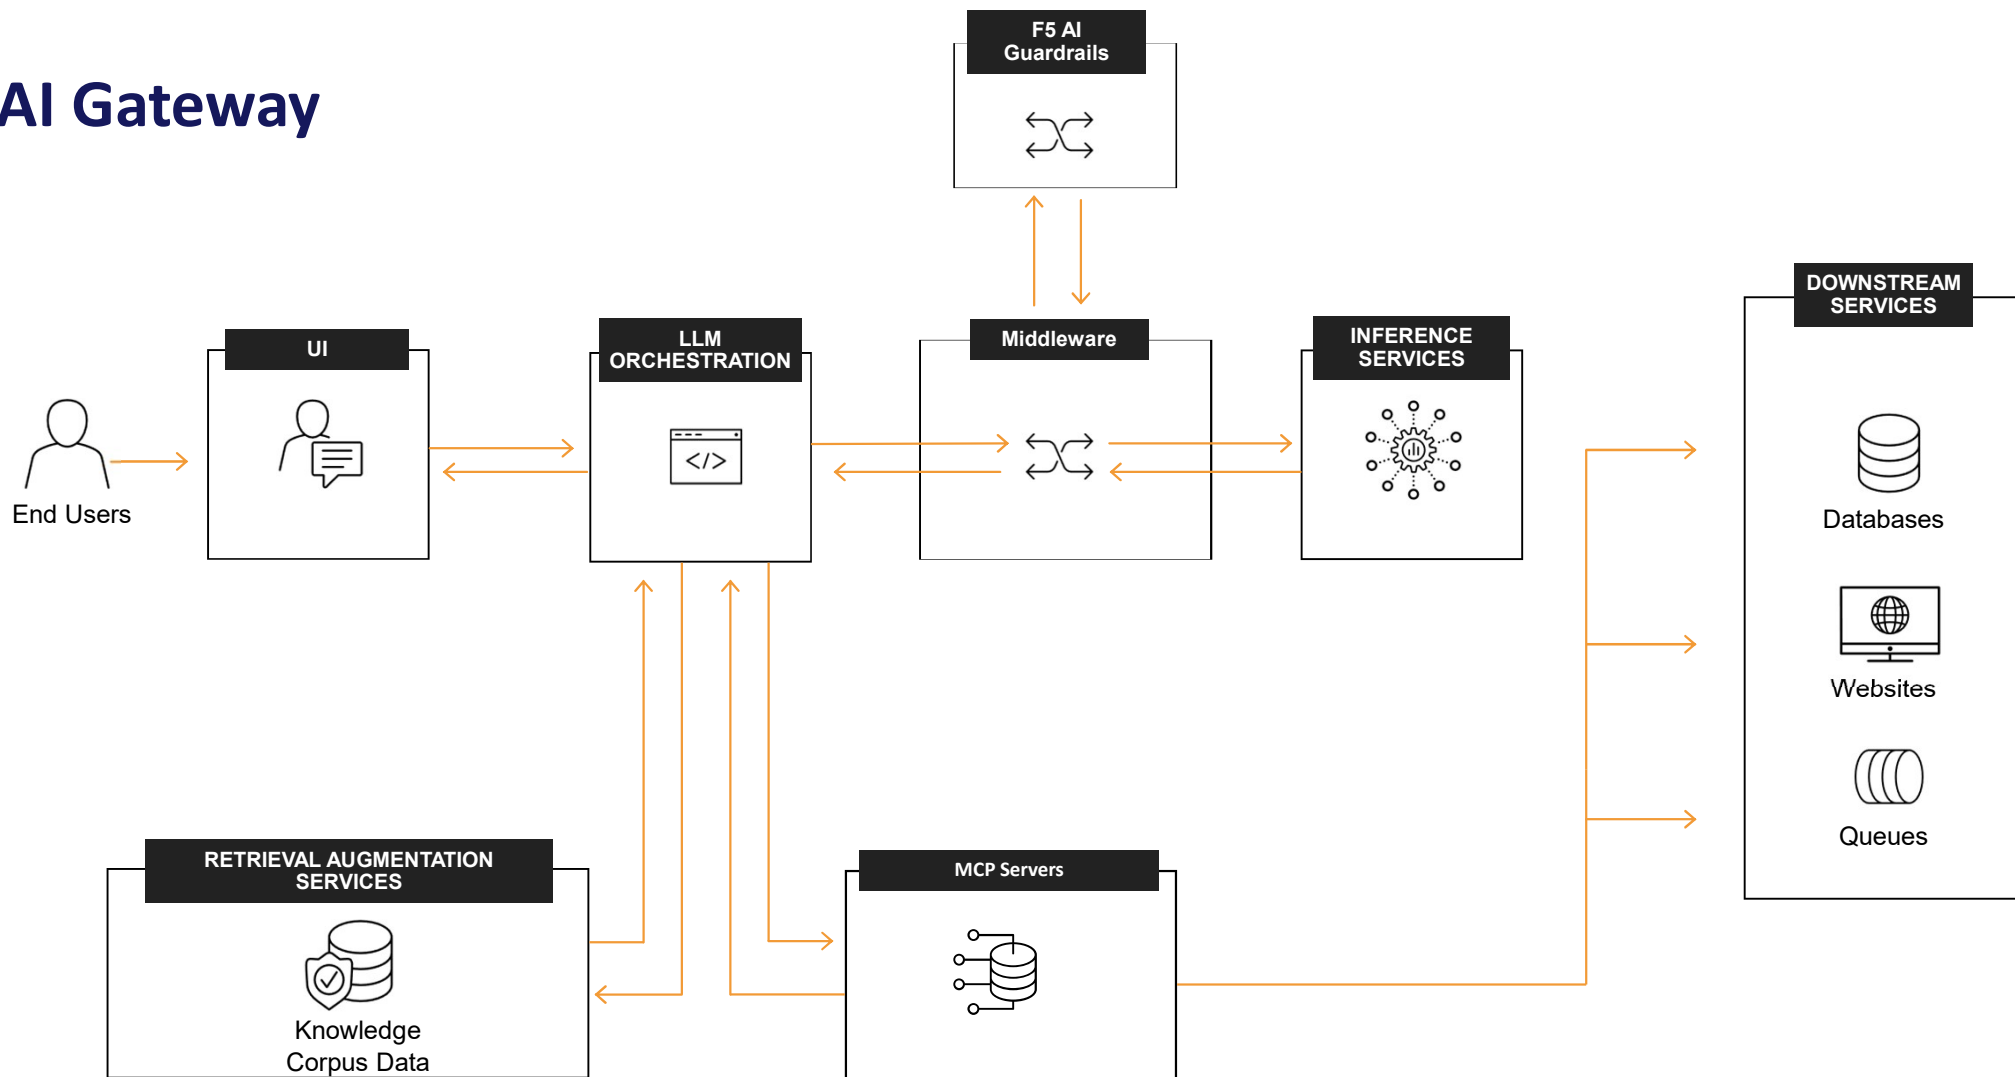 AI Gateway
F5 AI
Guardrails
UI
LLM
ORCHESTRATION
Middleware
INFERENCE
SERVICES
DOWNSTREAM
SERVICES
End Users
</>
Databases
Websites
Queues
RETRIEVAL AUGMENTATION
SERVICES
Knowledge
Corpus Data
MCP Servers